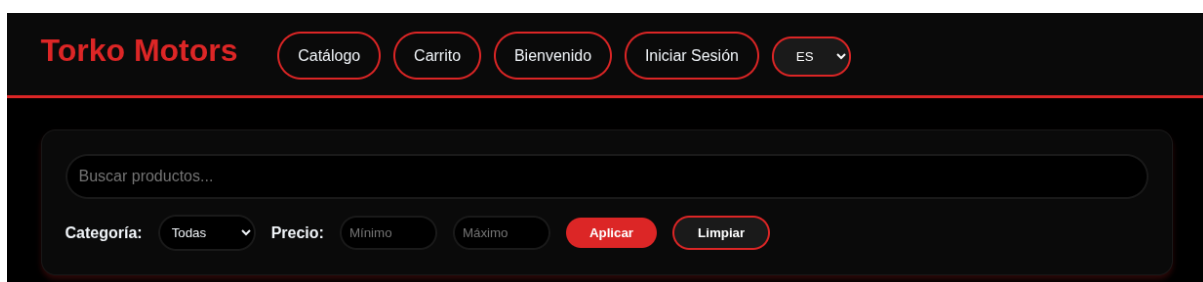 Torko Motors Catálogo Carrito Bienvenido Iniciar Sesión ES
Buscar productos...
Categoría: Todas Precio: Mínimo Máximo Aplicar Limpiar